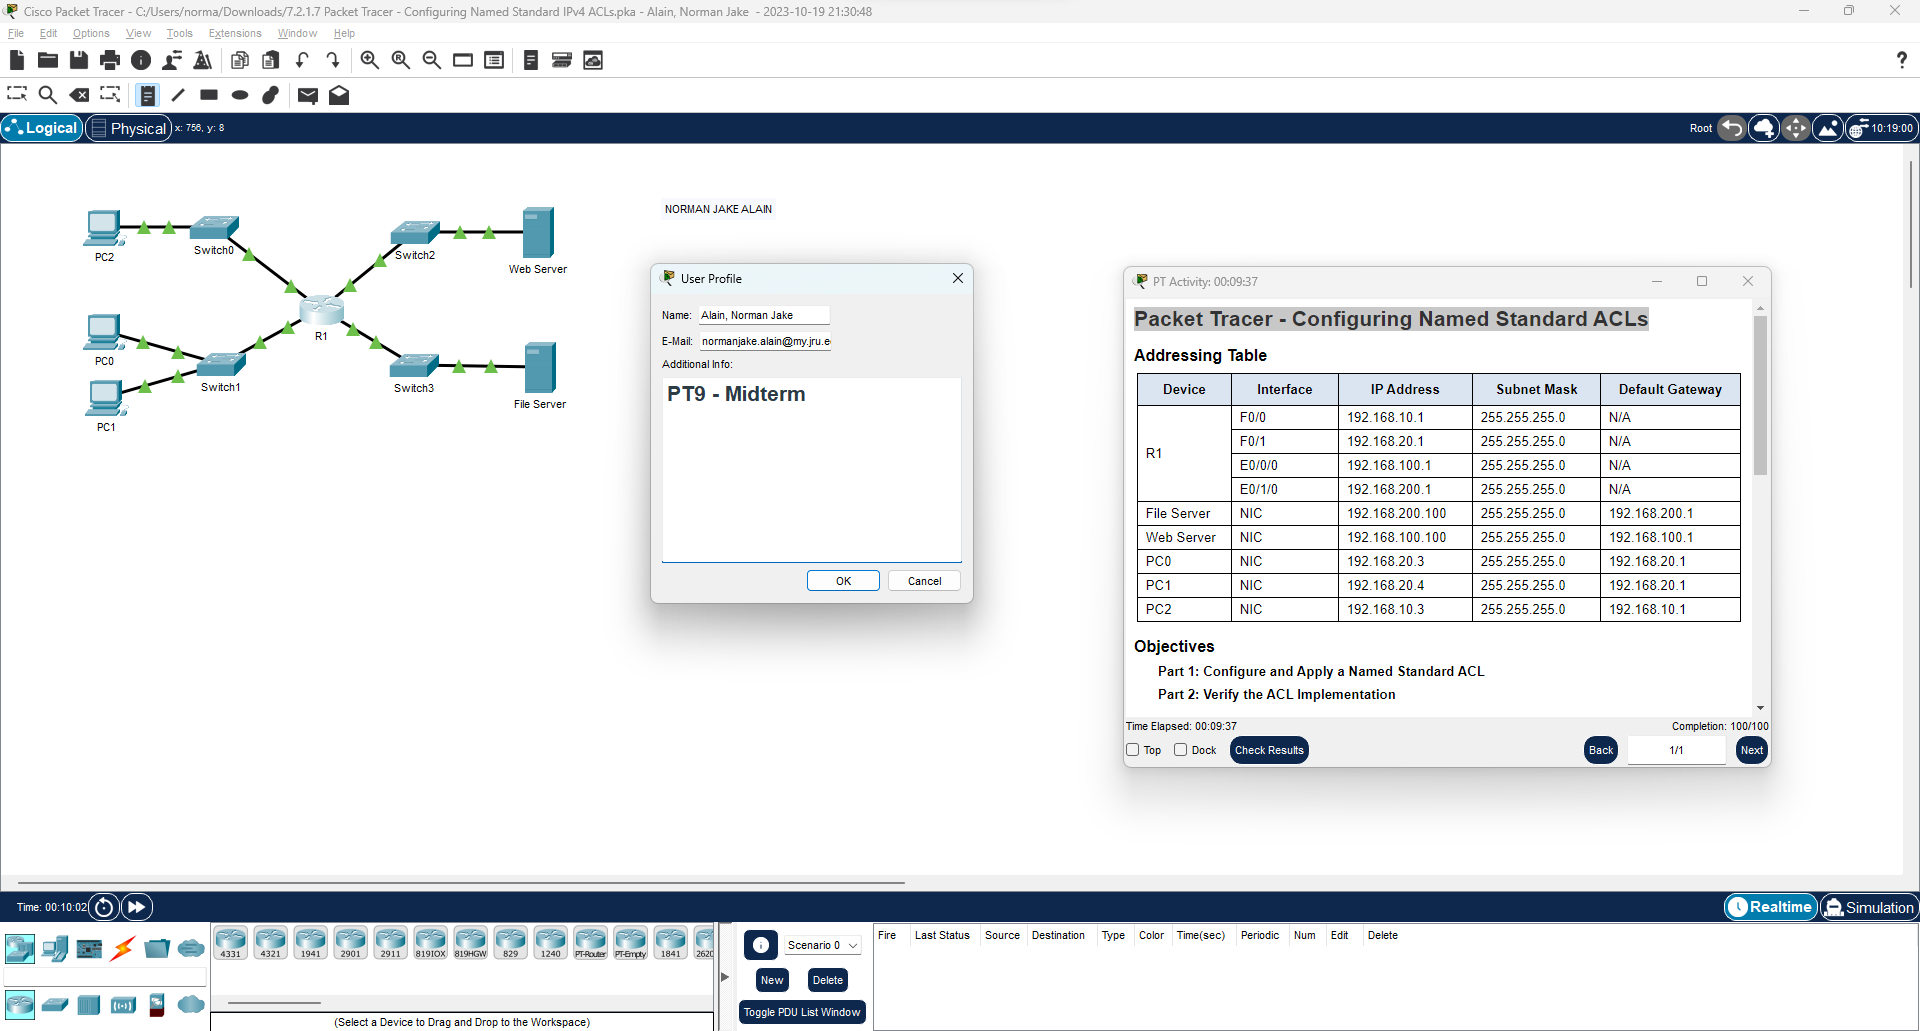 Cisco Packet Tracer - C:/Users/norma/Downloads/7.2.1.7 Packet Tracer - Configuring Named Standard IPv4 ACLs.pka - Alain, Norman Jake - 2023-10-19 21:30:48
File Edit Options View Tools Extensions Window Help
?
Logical Physical x: 756, y: 8
Root 10:19:00
NORMAN JAKE ALAIN
PC2
Switch0
Switch2
Web Server
R1
PC0
Switch1
Switch3
File Server
PC1
User Profile
Name: Alain, Norman Jake
E-Mail: normanjake.alain@my.jru.e
Additional Info:
PT9 - Midterm
OK Cancel
PT Activity: 00:09:37
Packet Tracer - Configuring Named Standard ACLs
Addressing Table
Device Interface IP Address Subnet Mask Default Gateway
R1 F0/0 192.168.10.1 255.255.255.0 N/A
F0/1 192.168.20.1 255.255.255.0 N/A
E0/0/0 192.168.100.1 255.255.255.0 N/A
E0/1/0 192.168.200.1 255.255.255.0 N/A
File Server NIC 192.168.200.100 255.255.255.0 192.168.200.1
Web Server NIC 192.168.100.100 255.255.255.0 192.168.100.1
PC0 NIC 192.168.20.3 255.255.255.0 192.168.20.1
PC1 NIC 192.168.20.4 255.255.255.0 192.168.20.1
PC2 NIC 192.168.10.3 255.255.255.0 192.168.10.1
Objectives
Part 1: Configure and Apply a Named Standard ACL
Part 2: Verify the ACL Implementation
Time Elapsed: 00:09:37 Completion: 100/100
Top Dock Check Results Back 1/1 Next
Time: 00:10:02 Realtime Simulation
4331 4321 1941 2901 2911 819IOX 819HGW 829 1240 PT-Router PT-Empty 1841 2620
(Select a Device to Drag and Drop to the Workspace)
Scenario 0
New Delete
Toggle PDU List Window
Fire Last Status Source Destination Type Color Time(sec) Periodic Num Edit Delete